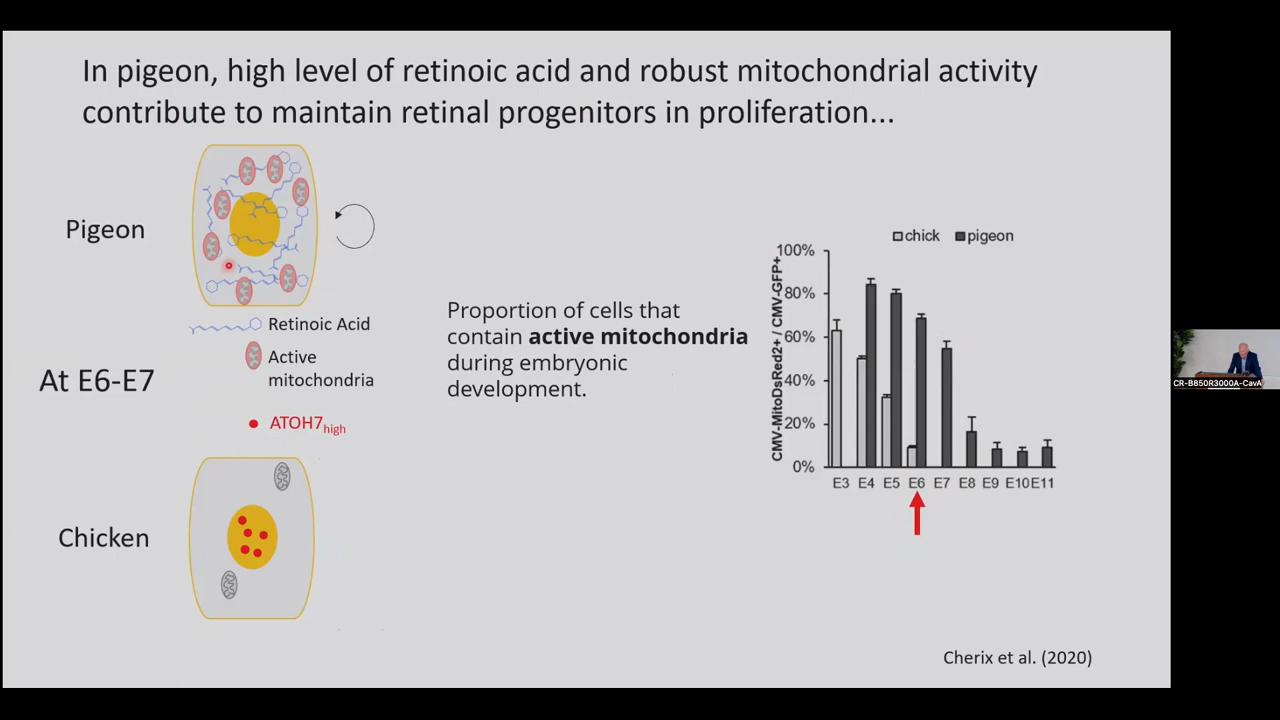 In pigeon, high level of retinoic acid and robust mitochondrial activity
contribute to maintain retinal progenitors in proliferation...
Pigeon
Retinoic Acid
Active
mitochondria
At E6-E7
ATOH7high
Chicken
Proportion of cells that
contain active mitochondria
during embryonic
development.
chick pigeon
CMV-MitoDsRed2+ / CMV-GFP+
100%
80%
60%
40%
20%
0%
E3 E4 E5 E6 E7 E8 E9 E10 E11
Cherix et al. (2020)
CR-B850R3000A-CavA